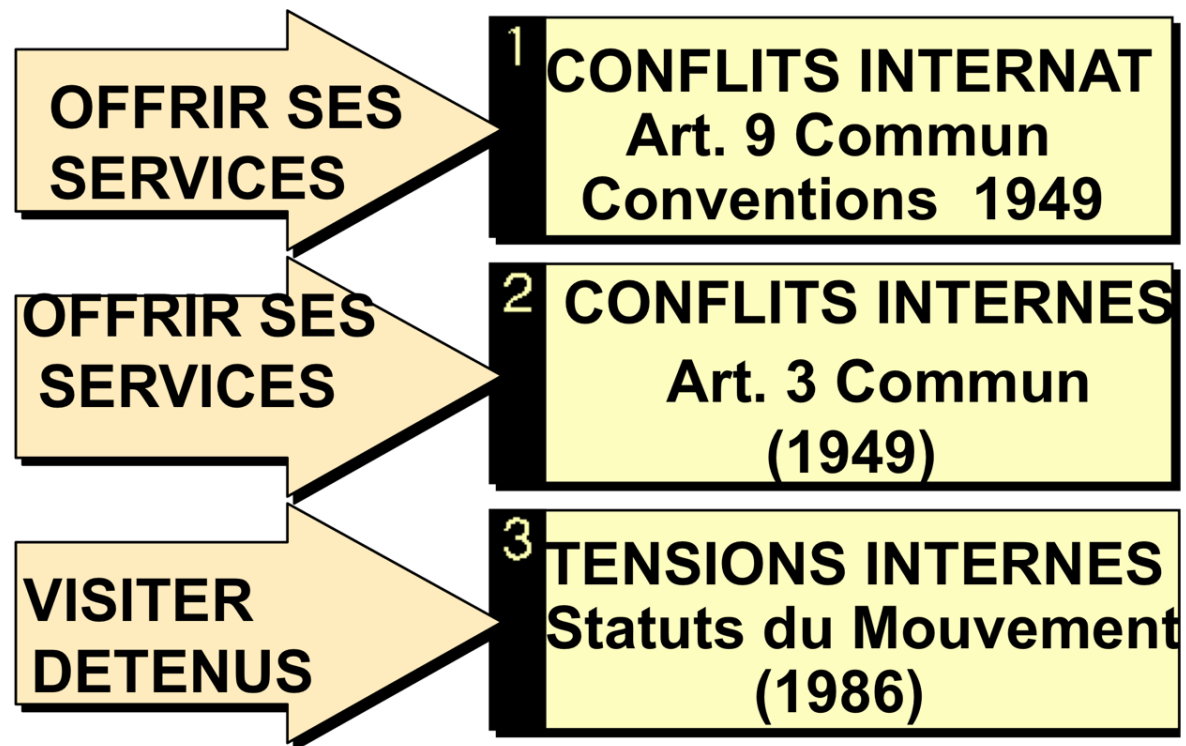 OFFRIR SES
SERVICES
1
CONFLITS INTERNAT
Art. 9 Commun
Conventions 1949
OFFRIR SES
SERVICES
2
CONFLITS INTERNES
Art. 3 Commun
(1949)
VISITER
DETENUS
3
TENSIONS INTERNES
Statuts du Mouvement
(1986)